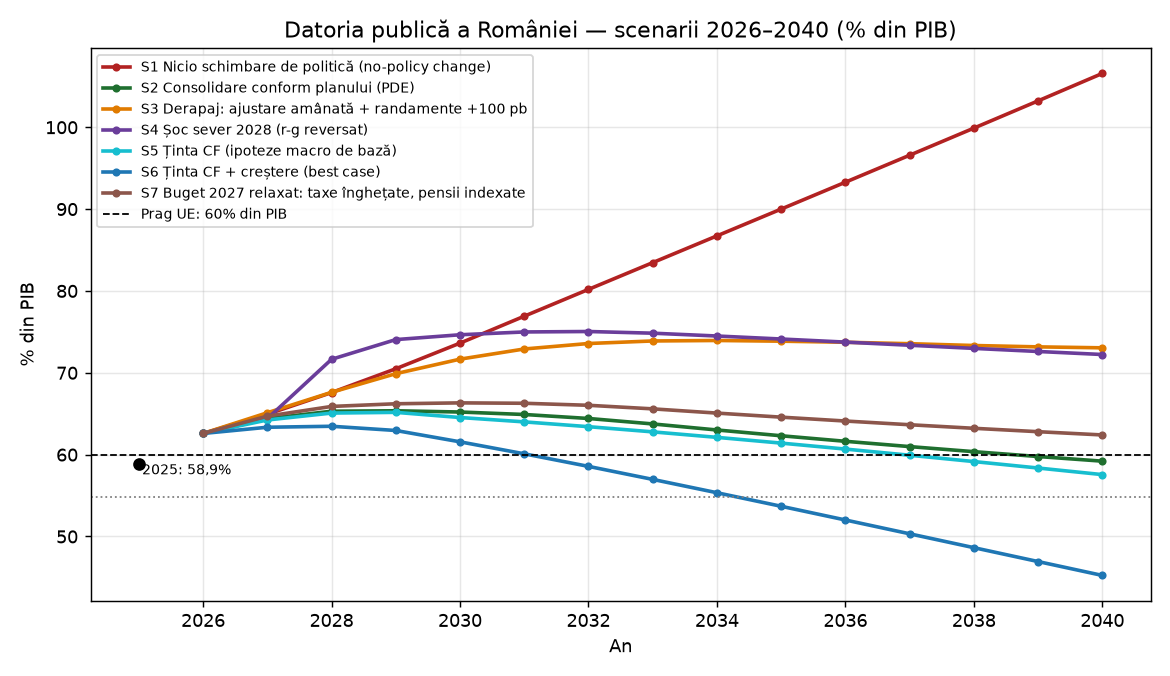 Datoria publică a României — scenarii 2026–2040 (% din PIB)
S1 Nicio schimbare de politică (no-policy change)
S2 Consolidare conform planului (PDE)
S3 Derapaj: ajustare amânată + randamente +100 pb
S4 Șoc sever 2028 (r-g reversat)
S5 Ținta CF (ipoteze macro de bază)
S6 Ținta CF + creștere (best case)
S7 Buget 2027 relaxat: taxe înghețate, pensii indexate
Prag UE: 60% din PIB
% din PIB
100
90
80
70
60
50
2025: 58,9%
2026 2028 2030 2032 2034 2036 2038 2040
An